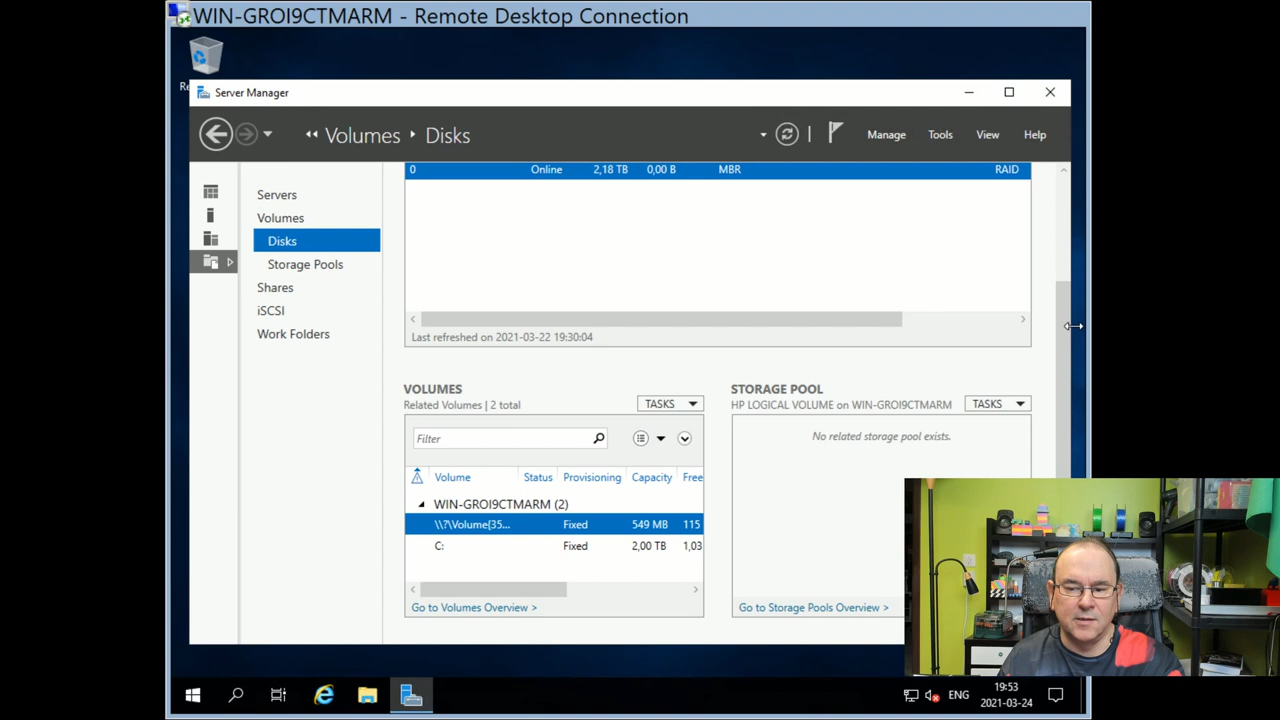 WIN-GROI9CTMARM - Remote Desktop Connection
Re
Server Manager
Volumes
Disks
Manage
Tools
View
Help
Servers
Volumes
Disks
Storage Pools
Shares
iSCSI
Work Folders
0 Online 2,18 TB 0,00 B MBR RAID
Last refreshed on 2021-03-22 19:30:04
VOLUMES
Related Volumes | 2 total
TASKS
Filter
Volume Status Provisioning Capacity Free
WIN-GROI9CTMARM (2)
\\?\Volume{35... Fixed 549 MB 115
C: Fixed 2,00 TB 1,03
Go to Volumes Overview >
STORAGE POOL
HP LOGICAL VOLUME on WIN-GROI9CTMARM
TASKS
No related storage pool exists.
Go to Storage Pools Overview >
ENG
19:53
2021-03-24